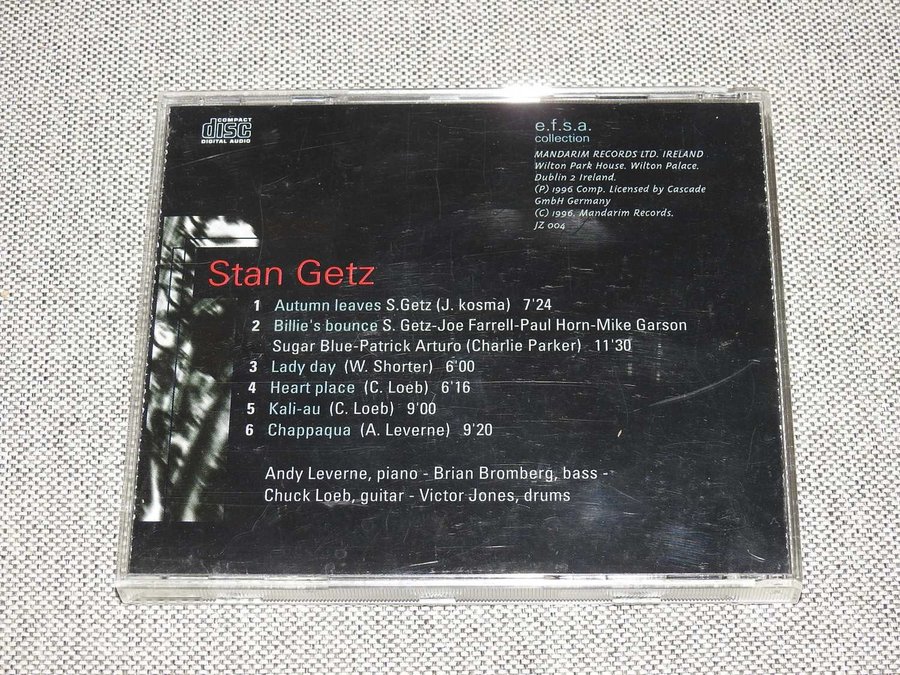 COMPACT
disc
DIGITAL AUDIO
e.f.s.a.
collection
MANDARIM RECORDS LTD. IRELAND
Wilton Park House. Wilton Palace.
Dublin 2 Ireland.
(P) 1996 Comp. Licensed by Cascade
GmbH Germany
(C) 1996. Mandarim Records.
JZ 004
Stan Getz
1 Autumn leaves S.Getz (J. kosma) 7'24
2 Billie's bounce S. Getz-Joe Farrell-Paul Horn-Mike Garson
Sugar Blue-Patrick Arturo (Charlie Parker) 11'30
3 Lady day (W. Shorter) 6'00
4 Heart place (C. Loeb) 6'16
5 Kali-au (C. Loeb) 9'00
6 Chappaqua (A. Leverne) 9'20
Andy Leverne, piano - Brian Bromberg, bass -
Chuck Loeb, guitar - Victor Jones, drums